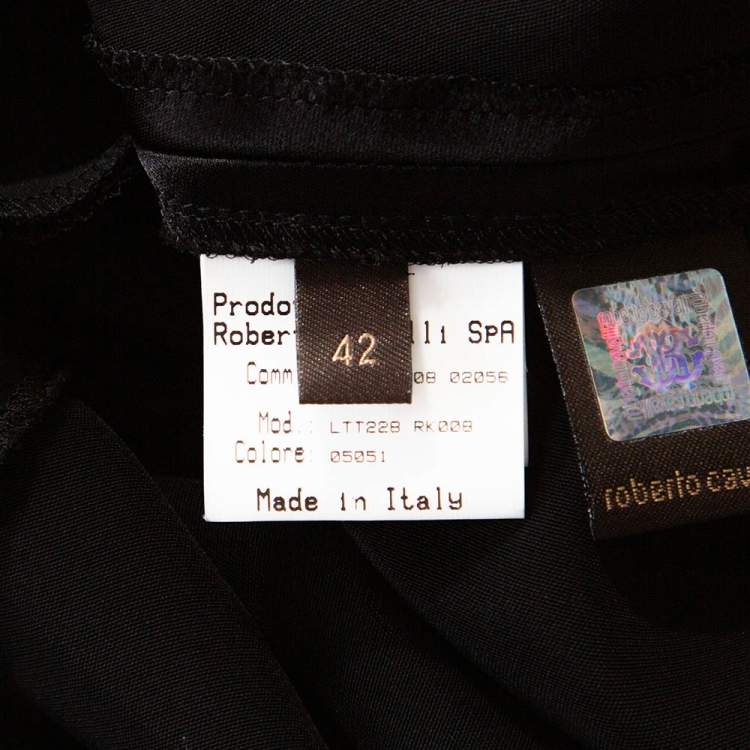 Prodo
Rober lli SpA
42
Comm 08 02056
Mod.: LTT228 RK008
Colore: 05051
Made in Italy
roberto cav